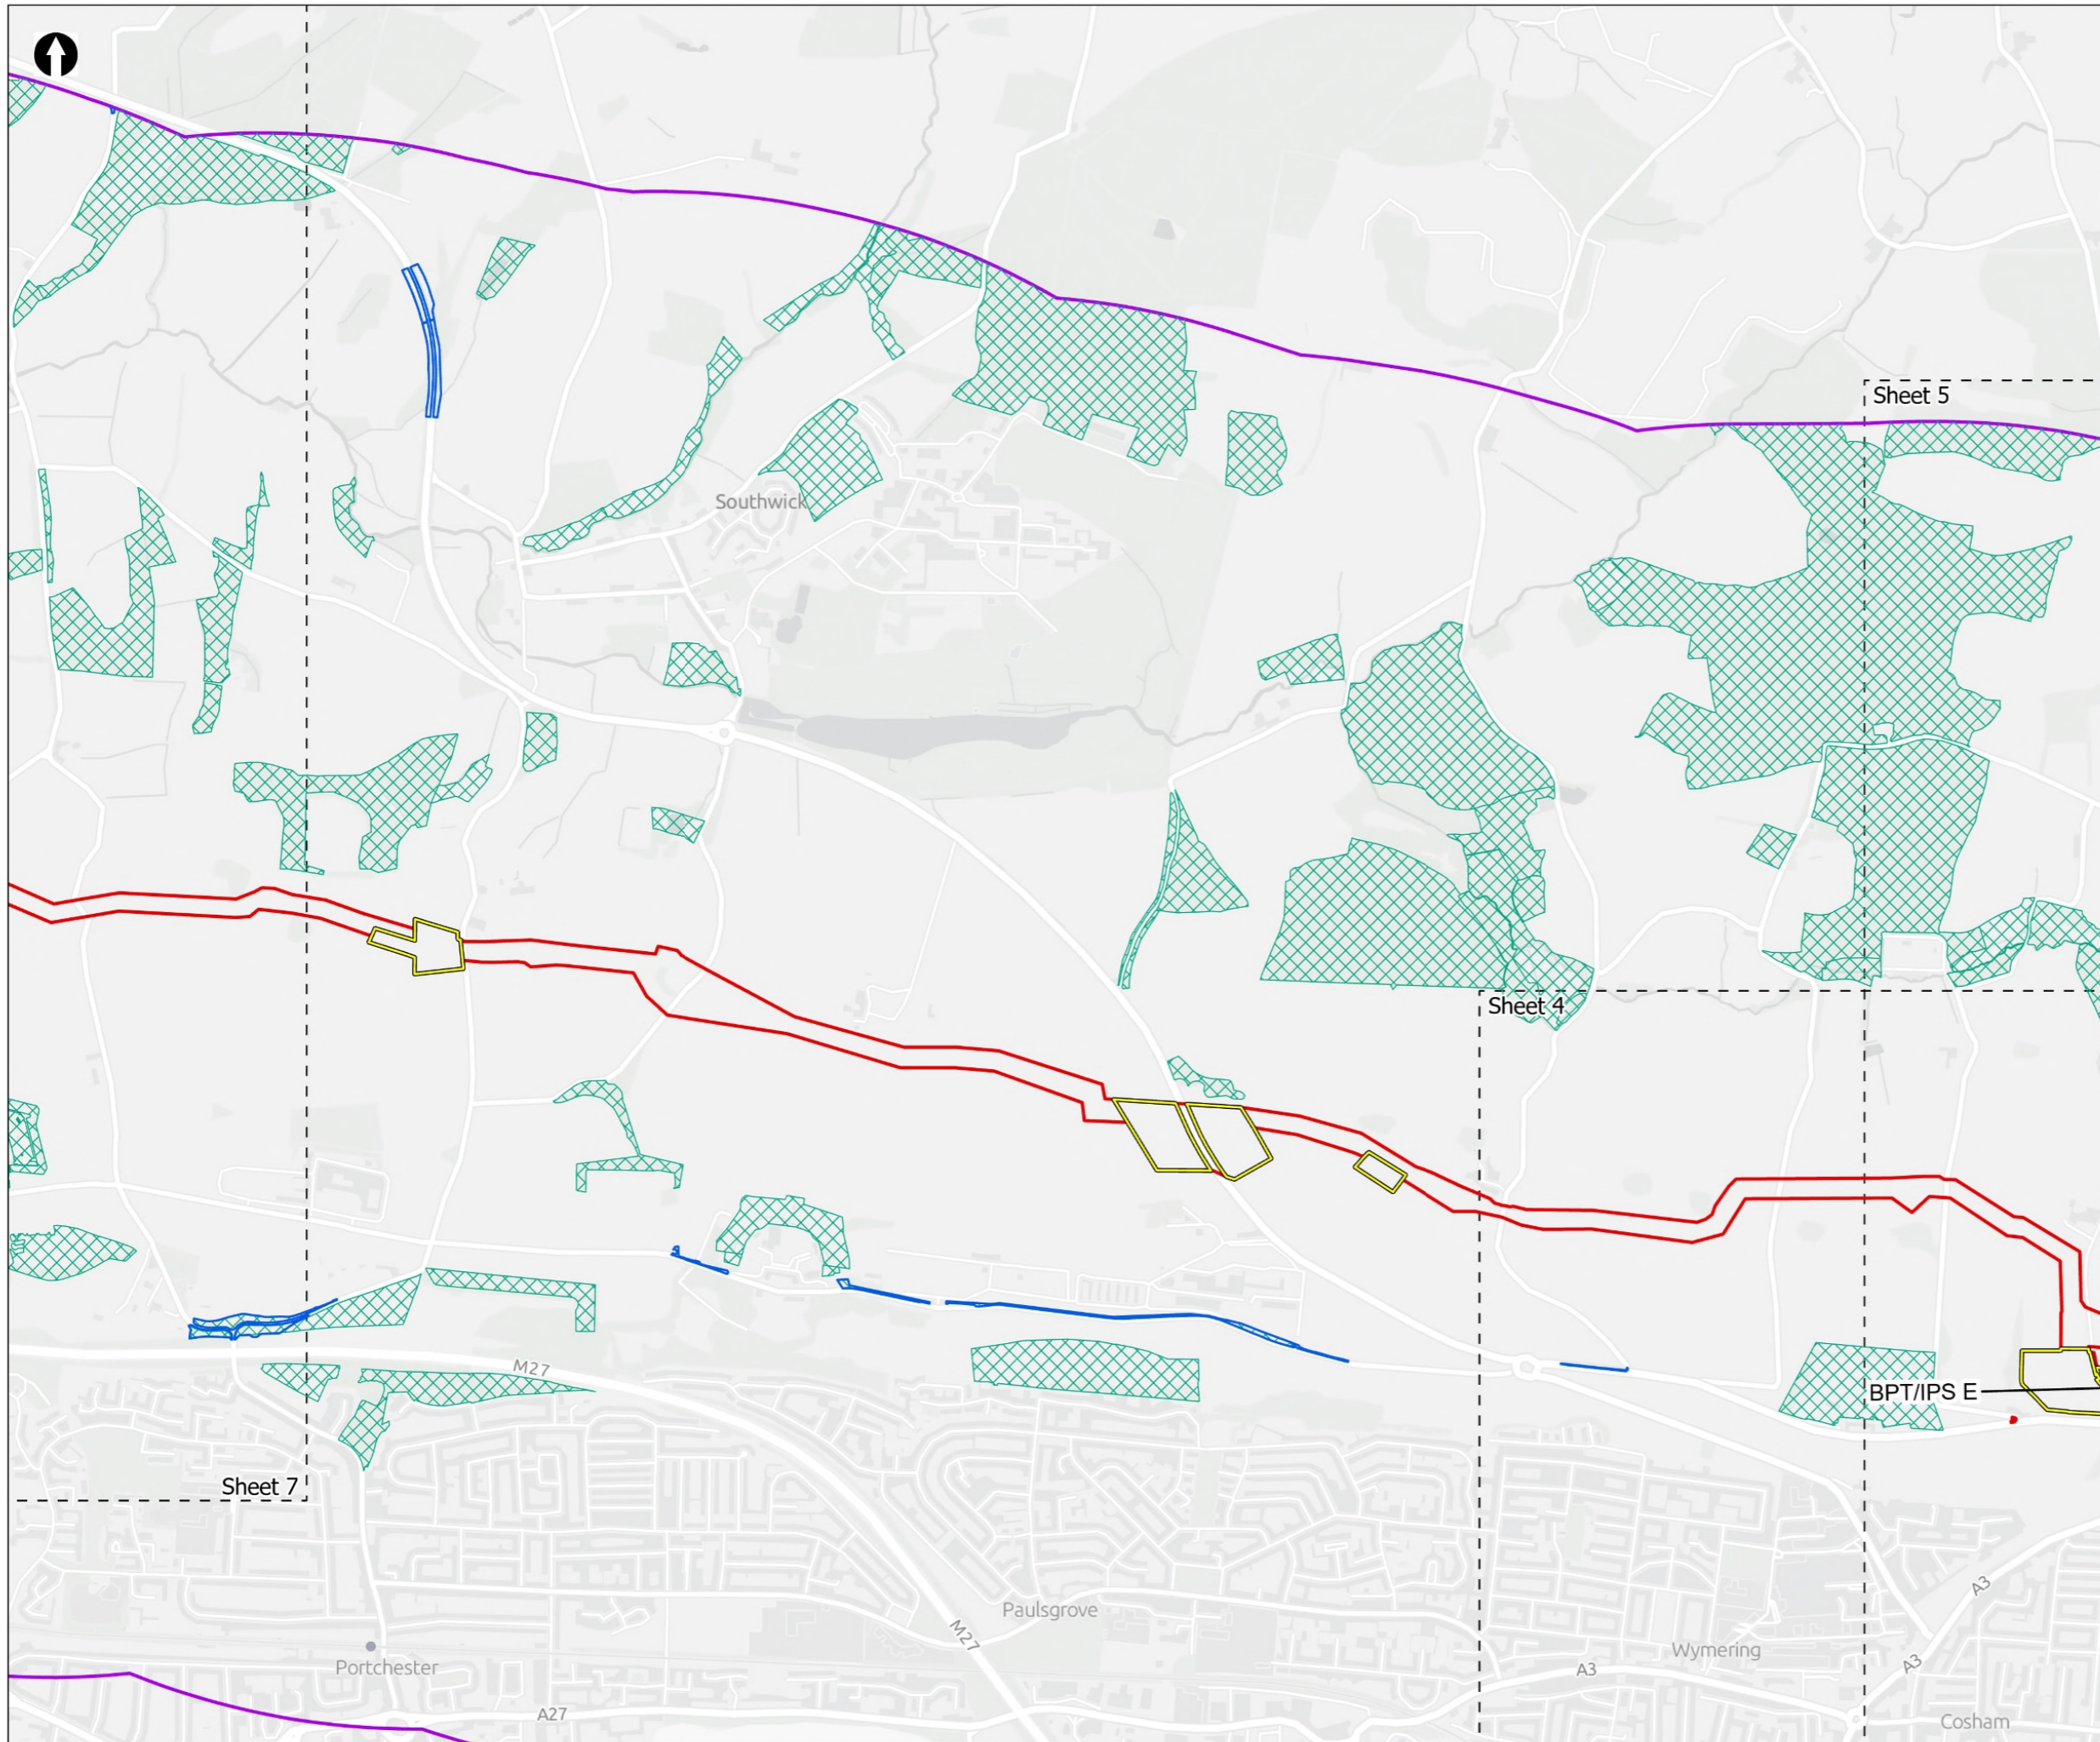 Sheet 5
Southwick
Sheet 4
M27
BPT/IPS E
Sheet 7
A3
Paulsgrove
M27
Wymering
Portchester
A3
A3
A27
Cosham